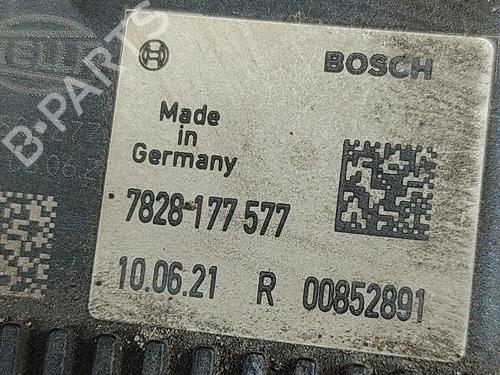 BOSCH
Made
in
Germany
7828 177 577
10.06.21 R 00852891
B-PARTS